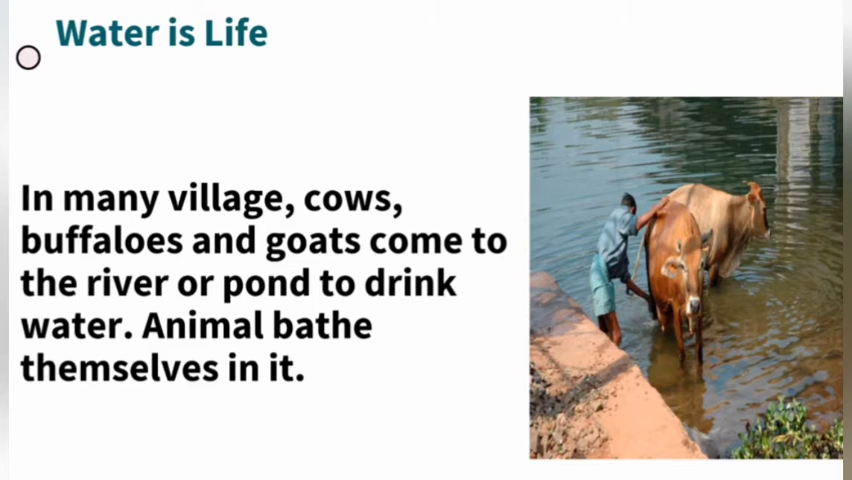 Water is Life
In many village, cows,
buffaloes and goats come to
the river or pond to drink
water. Animal bathe
themselves in it.